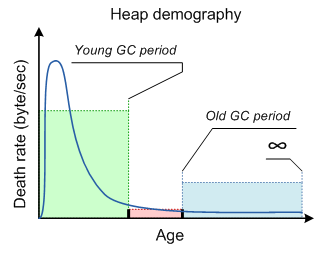 Heap demography
Young GC period
Old GC period
∞
Death rate (byte/sec)
Age